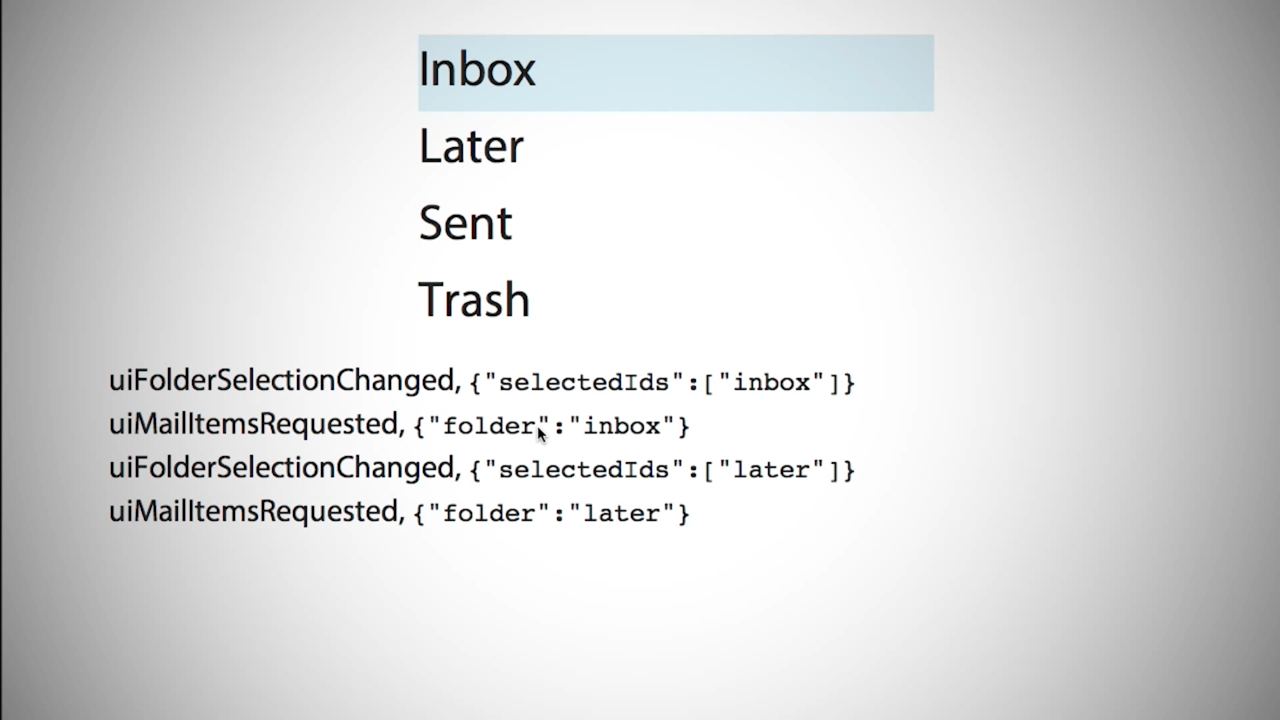 Inbox
Later
Sent
Trash
uiFolderSelectionChanged, {"selectedIds":["inbox"]}
uiMailItemsRequested, {"folder":"inbox"}
uiFolderSelectionChanged, {"selectedIds":["later"]}
uiMailItemsRequested, {"folder":"later"}